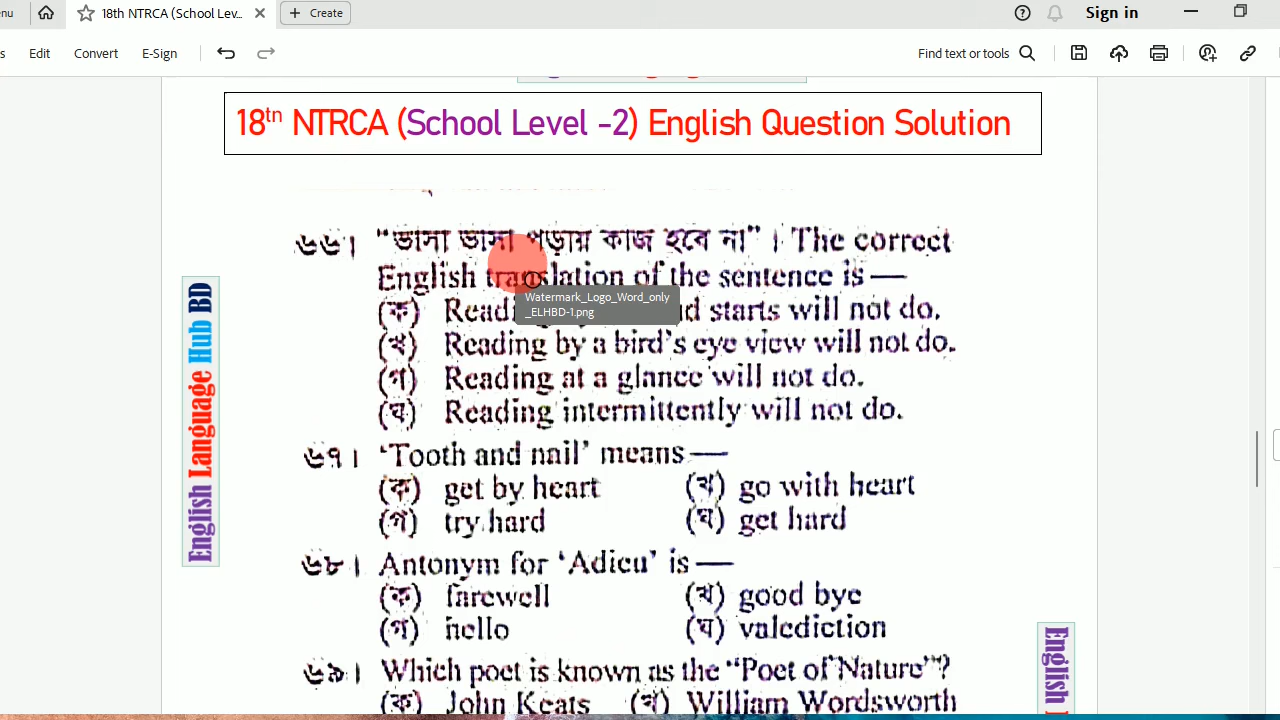 nu
18th NTRCA (School Lev...
Create
Sign in
s Edit Convert E-Sign
Find text or tools
18tn NTRCA (School Level -2) English Question Solution
৬৬। “ভাসা ভাসা পড়ায় কাজ হবে না”। The correct
English translation of the sentence is —
Watermark_Logo_Word_only
_ELHBD-1.png
(ক) starts will not do.
(খ) Reading by a bird's eye view will not do.
(গ) Reading at a glance will not do.
(ঘ) Reading intermittently will not do.
৬৭। ‘Tooth and nail’ means —
(ক) get by heart (খ) go with heart
(গ) try hard (ঘ) get hard
৬৮। Antonym for ‘Adieu’ is —
(ক) farewell (খ) good bye
(গ) hello (ঘ) valediction
৬৯। Which poet is known as the “Poet of Nature”?
(ক) John Keats (খ) William Wordsworth
English Language Hub BD
English